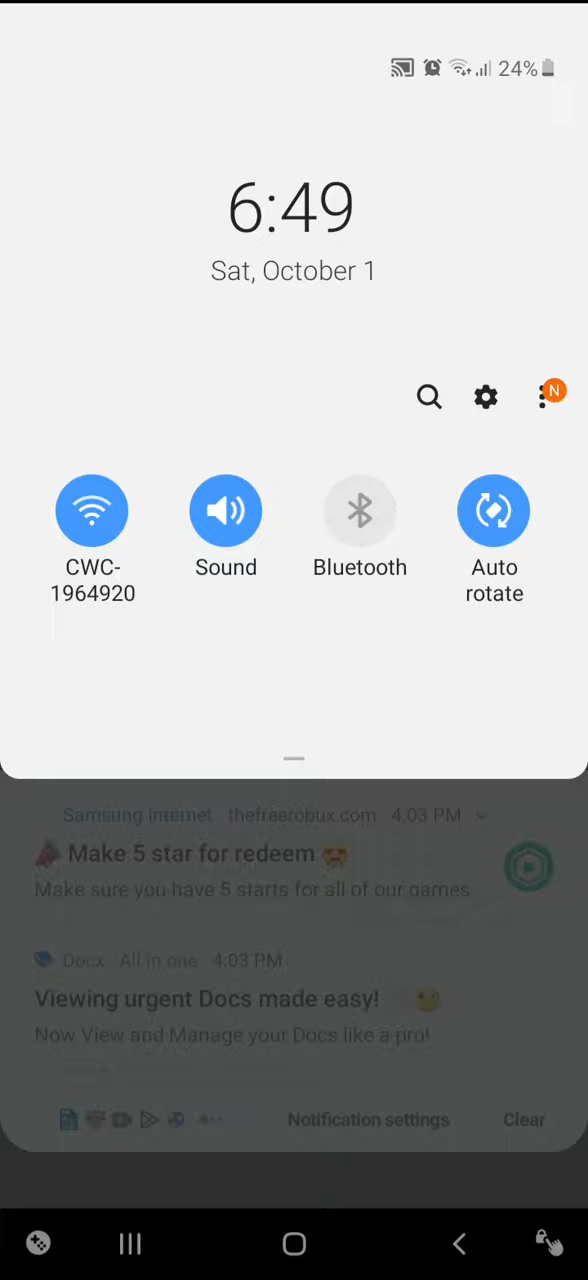 24%
6:49
Sat, October 1
N
CWC-
1964920
Sound
Bluetooth
Auto
rotate
Samsung Internet thefreerobux.com 4:03 PM
Make 5 star for redeem
Make sure you have 5 starts for all of our games
Docx All in one 4:03 PM
Viewing urgent Docs made easy!
Now View and Manage your Docs like a pro!
Notification settings Clear